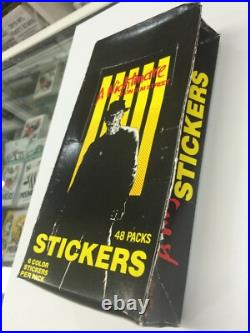 A Nightmare
ON ELM STREET
48 PACKS
STICKERS
6 COLOR
STICKERS
PER PACK
STICKERS